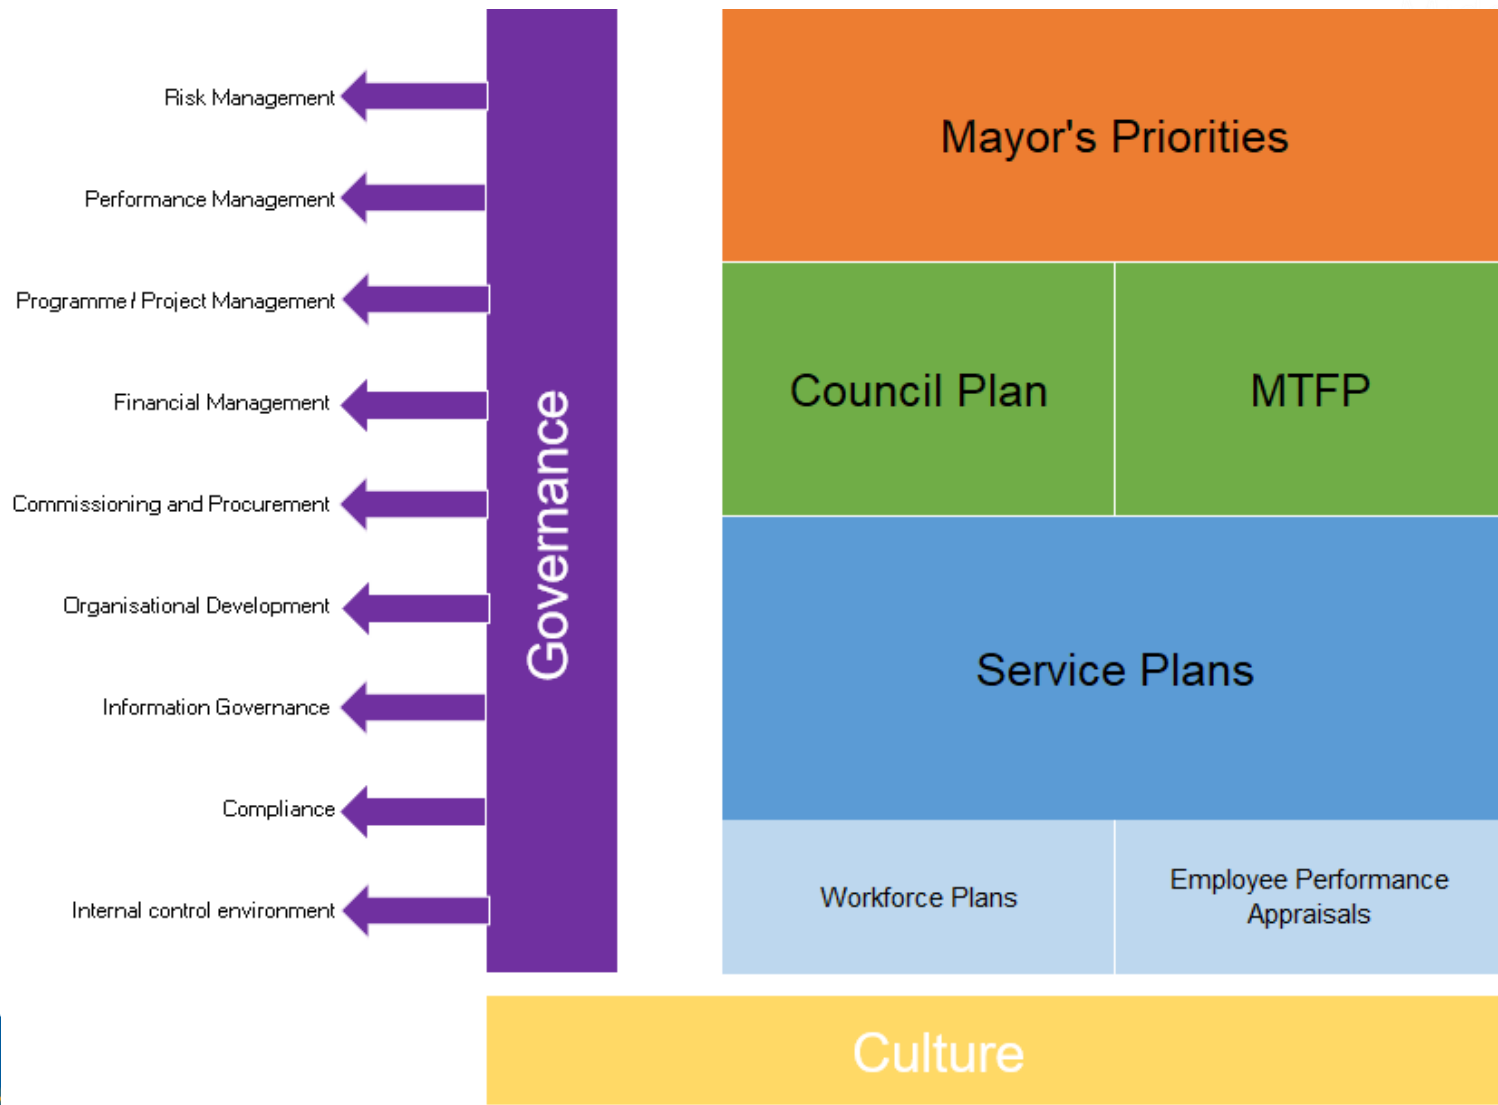 Risk Management
Performance Management
Programme / Project Management
Financial Management
Commissioning and Procurement
Organisational Development
Information Governance
Compliance
Internal control environment
Governance
Mayor's Priorities
Council Plan
MTFP
Service Plans
Workforce Plans
Employee Performance
Appraisals
Culture